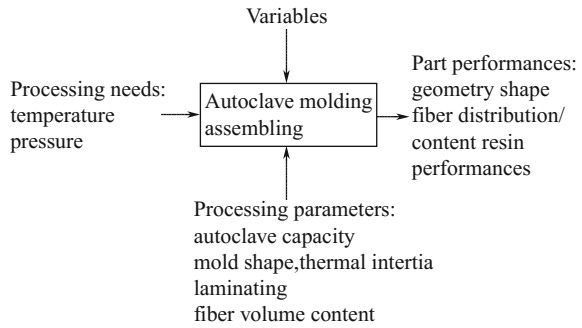 Variables
Processing needs:
temperature
pressure
Autoclave molding
assembling
Part performances:
geometry shape
fiber distribution/
content resin
performances
Processing parameters:
autoclave capacity
mold shape,thermal intertia
laminating
fiber volume content